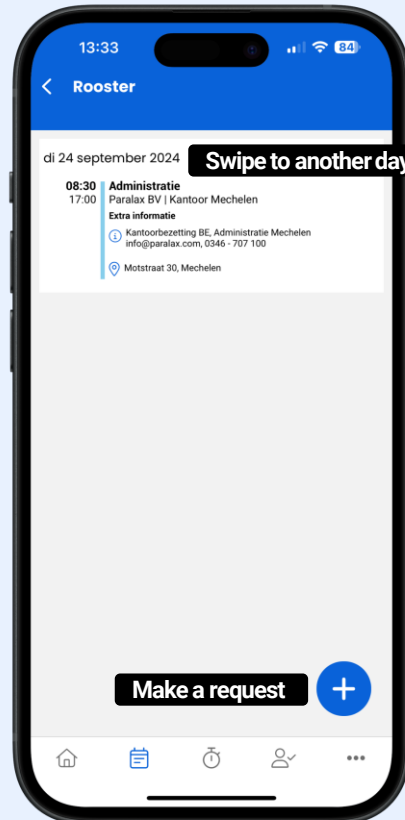 13:33 84
Rooster
di 24 september 2024 Swipe to another day
08:30 Administratie
17:00 Paralax BV | Kantoor Mechelen
Extra informatie
Kantoorbezetting BE, Administratie Mechelen
info@paralax.com, 0346 - 707 100
Motstraat 30, Mechelen
Make a request